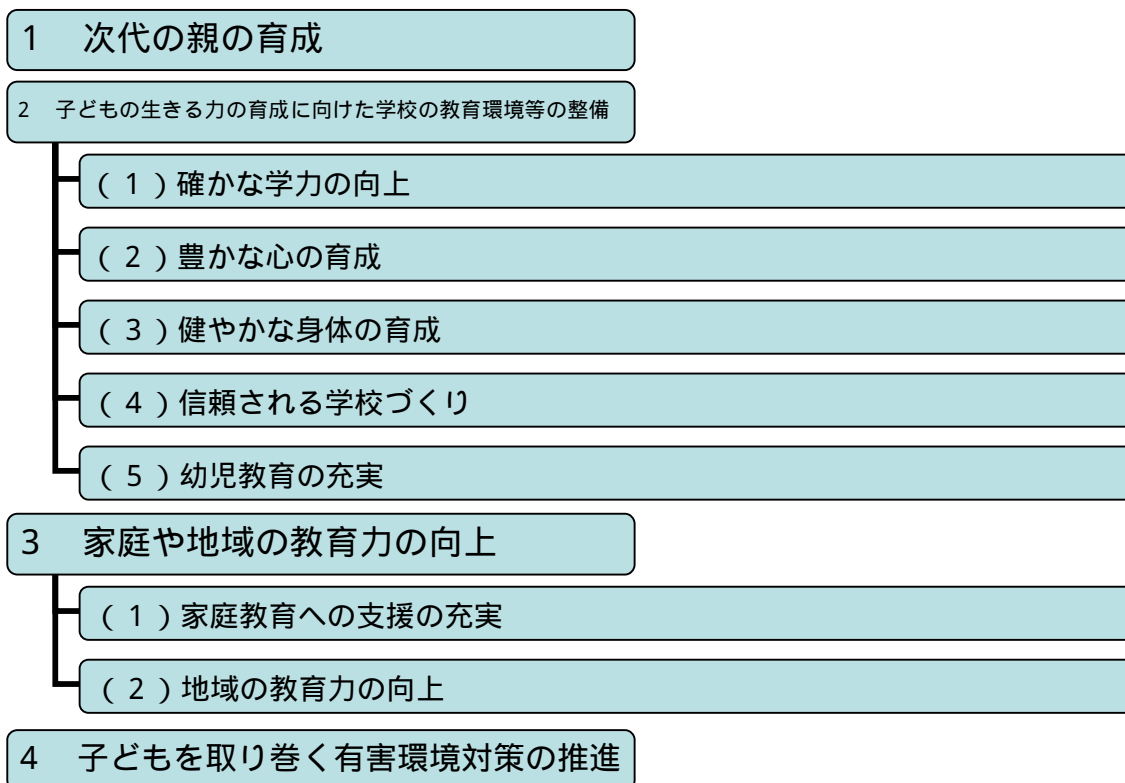 1　次代の親の育成
2　子どもの生きる力の育成に向けた学校の教育環境等の整備
(1)確かな学力の向上
(2)豊かな心の育成
(3)健やかな身体の育成
(4)信頼される学校づくり
(5)幼児教育の充実
3　家庭や地域の教育力の向上
(1)家庭教育への支援の充実
(2)地域の教育力の向上
4　子どもを取り巻く有害環境対策の推進